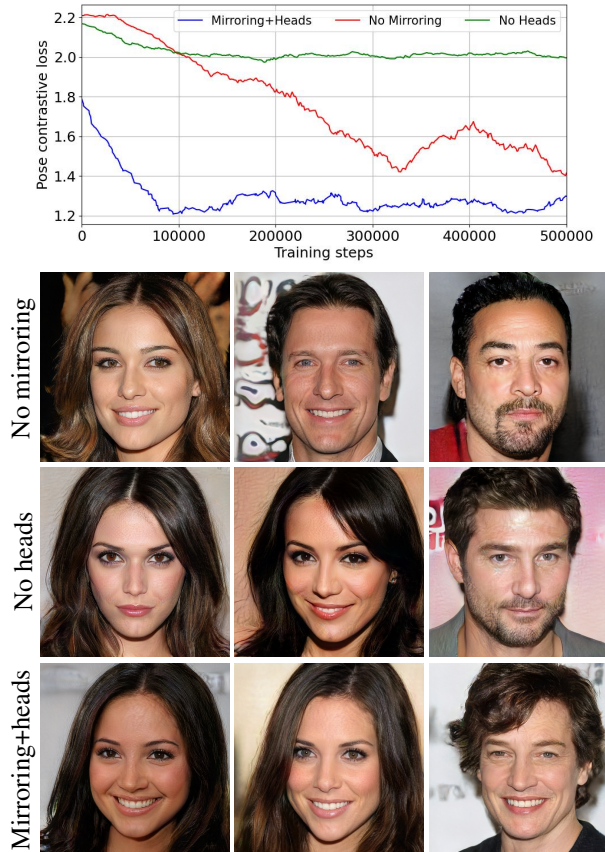 Pose contrastive loss
2.2
2.0
1.8
1.6
1.4
1.2
Mirroring+Heads No Mirroring No Heads
0 100000 200000 300000 400000 500000
Training steps
No mirroring
No heads
Mirroring+heads